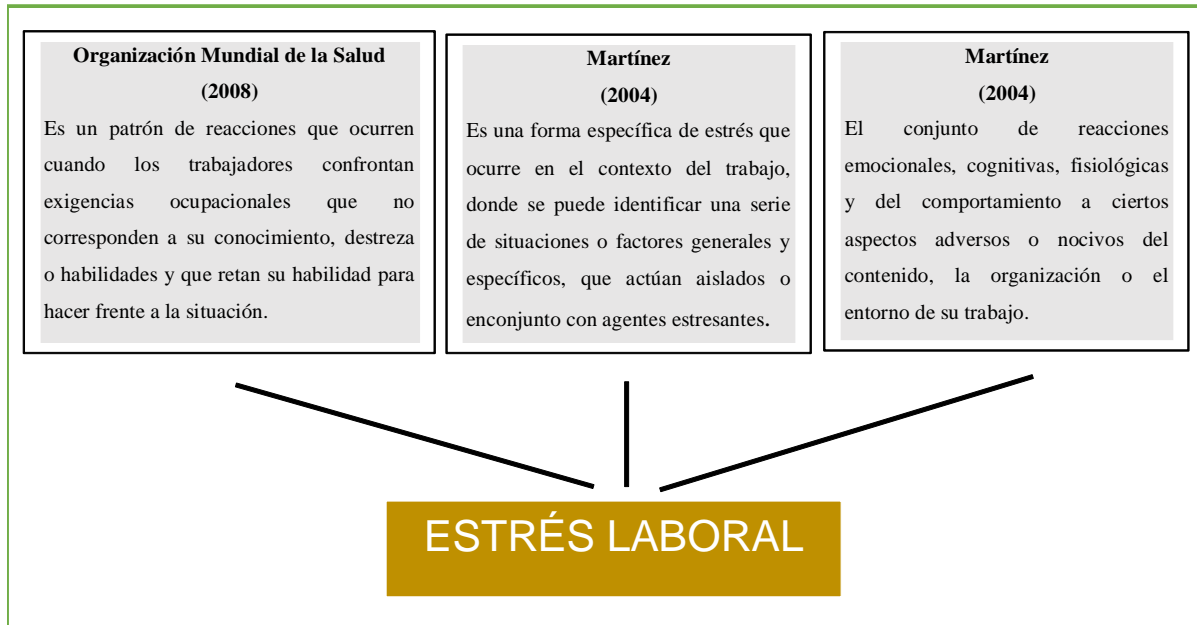 Organización Mundial de la Salud
(2008)
Es un patrón de reacciones que ocurren
cuando los trabajadores confrontan
exigencias ocupacionales que no
corresponden a su conocimiento, destreza
o habilidades y que retan su habilidad para
hacer frente a la situación.
Martínez
(2004)
Es una forma específica de estrés que
ocurre en el contexto del trabajo,
donde se puede identificar una serie
de situaciones o factores generales y
específicos, que actúan aislados o
enconjunto con agentes estresantes.
Martínez
(2004)
El conjunto de reacciones
emocionales, cognitivas, fisiológicas
y del comportamiento a ciertos
aspectos adversos o nocivos del
contenido, la organización o el
entorno de su trabajo.
ESTRÉS LABORAL